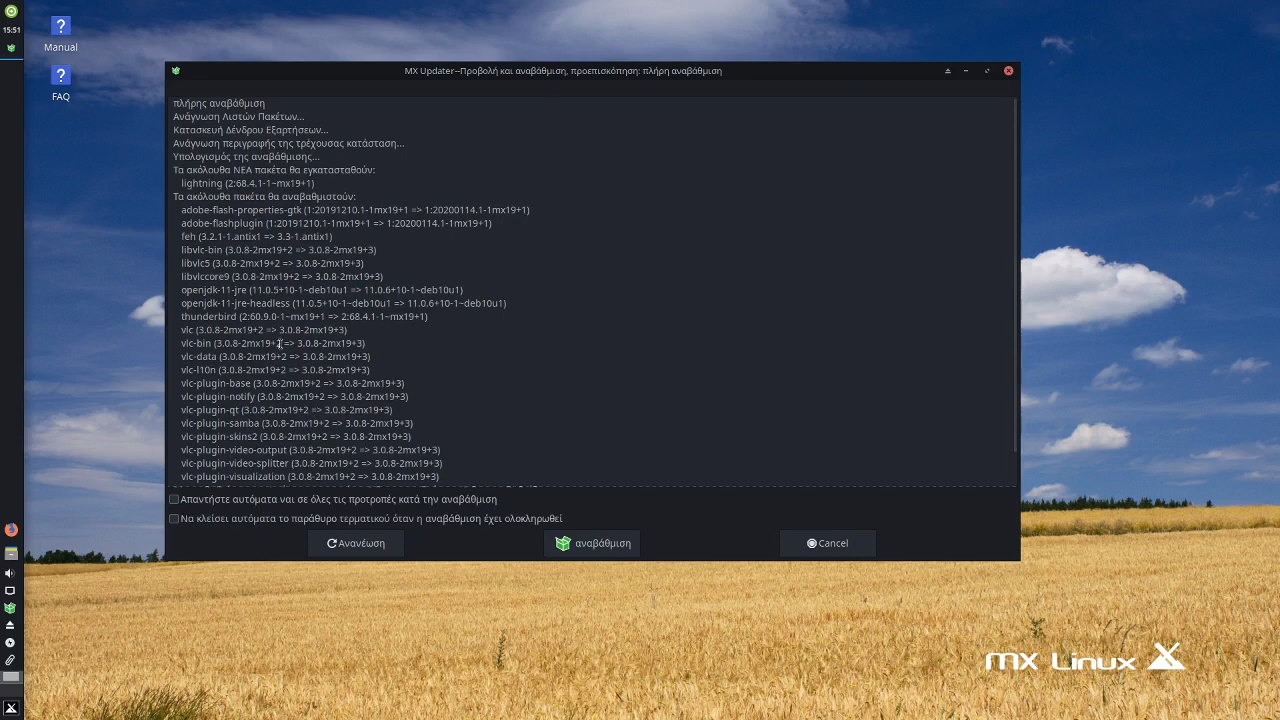 15:51
Manual
FAQ
MX Updater--Προβολή και αναβάθμιση, προεπισκόπηση: πλήρη αναβάθμιση
πλήρης αναβάθμιση
Ανάγνωση Λιστών Πακέτων...
Κατασκευή Δένδρου Εξαρτήσεων...
Ανάγνωση περιγραφής της τρέχουσας κατάστασης...
Υπολογισμός της αναβάθμισης...
Τα ακόλουθα ΝΕΑ πακέτα θα εγκατασταθούν:
lightning (2:68.4.1-1~mx19+1)
Τα ακόλουθα πακέτα θα αναβαθμιστούν:
adobe-flash-properties-gtk (1:20191210.1-1mx19+1 => 1:20200114.1-1mx19+1)
adobe-flashplugin (1:20191210.1-1mx19+1 => 1:20200114.1-1mx19+1)
feh (3.2.1-1.antix1 => 3.3-1.antix1)
libvlc-bin (3.0.8-2mx19+2 => 3.0.8-2mx19+3)
libvlc5 (3.0.8-2mx19+2 => 3.0.8-2mx19+3)
libvlccore9 (3.0.8-2mx19+2 => 3.0.8-2mx19+3)
openjdk-11-jre (11.0.5+10-1~deb10u1 => 11.0.6+10-1~deb10u1)
openjdk-11-jre-headless (11.0.5+10-1~deb10u1 => 11.0.6+10-1~deb10u1)
thunderbird (2:60.9.0-1~mx19+1 => 2:68.4.1-1~mx19+1)
vlc (3.0.8-2mx19+2 => 3.0.8-2mx19+3)
vlc-bin (3.0.8-2mx19+2 => 3.0.8-2mx19+3)
vlc-data (3.0.8-2mx19+2 => 3.0.8-2mx19+3)
vlc-l10n (3.0.8-2mx19+2 => 3.0.8-2mx19+3)
vlc-plugin-base (3.0.8-2mx19+2 => 3.0.8-2mx19+3)
vlc-plugin-notify (3.0.8-2mx19+2 => 3.0.8-2mx19+3)
vlc-plugin-qt (3.0.8-2mx19+2 => 3.0.8-2mx19+3)
vlc-plugin-samba (3.0.8-2mx19+2 => 3.0.8-2mx19+3)
vlc-plugin-skins2 (3.0.8-2mx19+2 => 3.0.8-2mx19+3)
vlc-plugin-video-output (3.0.8-2mx19+2 => 3.0.8-2mx19+3)
vlc-plugin-video-splitter (3.0.8-2mx19+2 => 3.0.8-2mx19+3)
vlc-plugin-visualization (3.0.8-2mx19+2 => 3.0.8-2mx19+3)
Απαντήστε αυτόματα ναι σε όλες τις προτροπές κατά την αναβάθμιση
Να κλείσει αυτόματα το παράθυρο τερματικού όταν η αναβάθμιση έχει ολοκληρωθεί
Ανανέωση
αναβάθμιση
Cancel
MX Linux